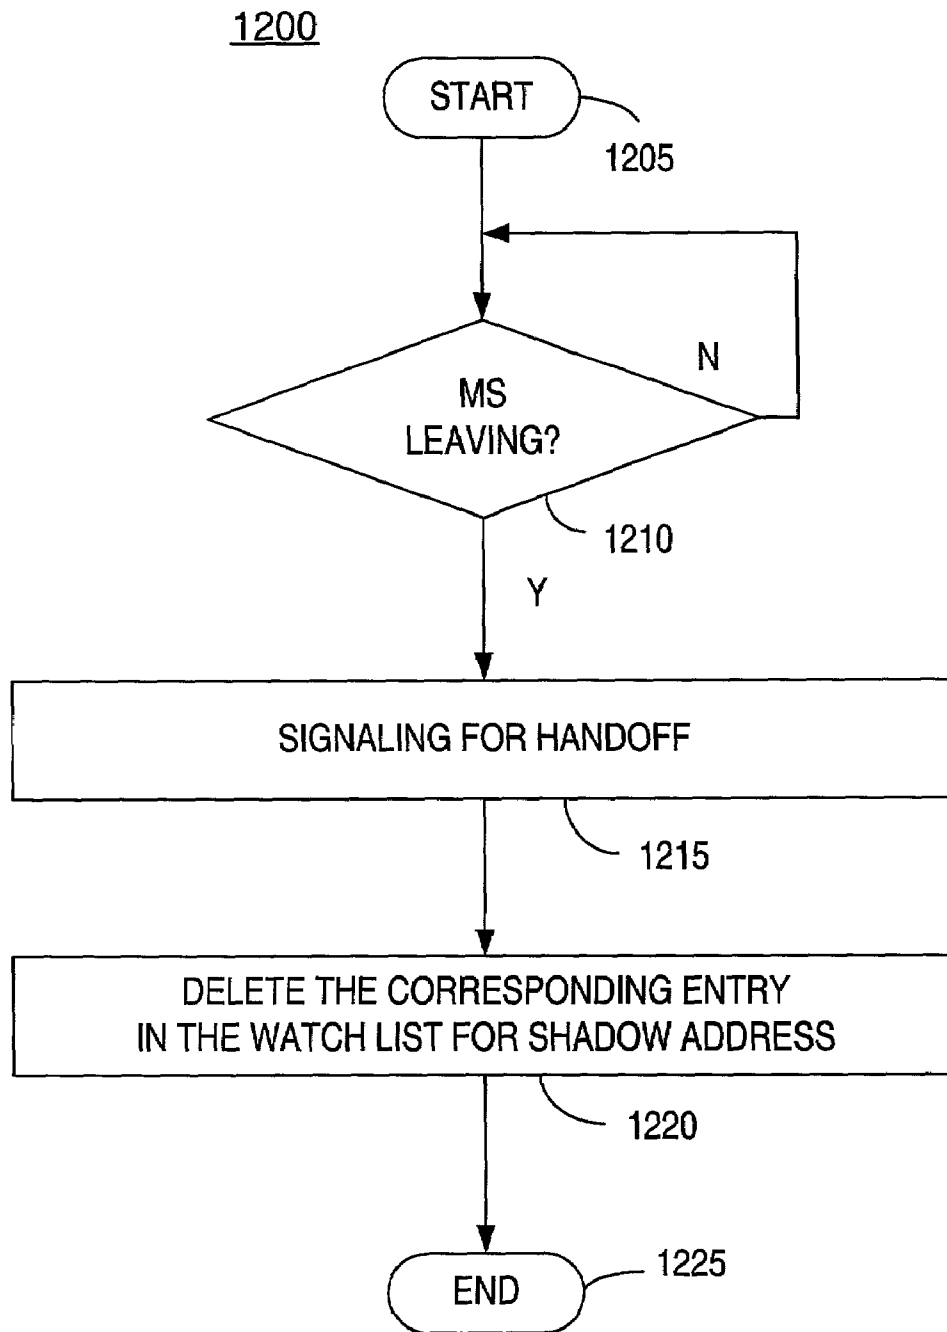 1200
START
1205
N
MS
LEAVING?
1210
Y
SIGNALING FOR HANDOFF
1215
DELETE THE CORRESPONDING ENTRY
IN THE WATCH LIST FOR SHADOW ADDRESS
1220
1225
END